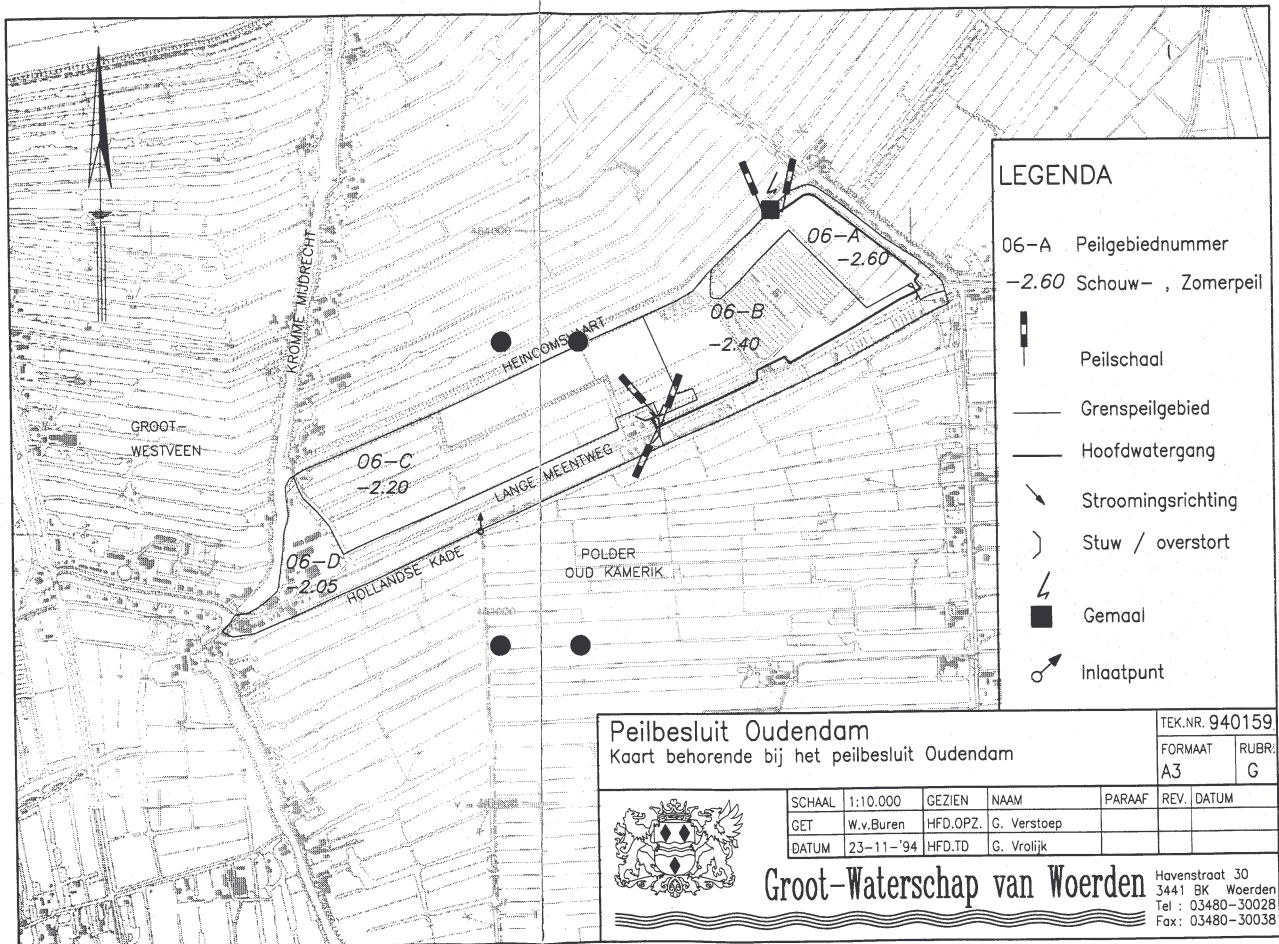 LEGENDA
06-A Peilgebiednummer
-2.60 Schouw- , Zomerpeil
Peilschaal
Grenspeilgebied
Hoofdwatergang
Stroomingsrichting
Stuw / overstort
Gemaal
Inlaatpunt
06-A
-2.60
06-B
-2.40
KROMME MIJDRECHT
HEINOOMSVAART
GROOT-
WESTVEEN
06-C
-2.20
LANGE MEENTWEG
06-D
-2.05
HOLLANDSE KADE
POLDER
OUD KAMERIK
Peilbesluit Oudendam
Kaart behorende bij het peilbesluit Oudendam
TEK.NR. 940159
FORMAAT RUBR:
A3 G
SCHAAL 1:10.000 GEZIEN NAAM PARAAF REV. DATUM
GET W.v.Buren HFD.OPZ. G. Verstoep
DATUM 23-11-'94 HFD.TD G. Vrolijk
Groot-Waterschap van Woerden
Havenstraat 30
3441 BK Woerden
Tel : 03480-30028
Fax: 03480-30038